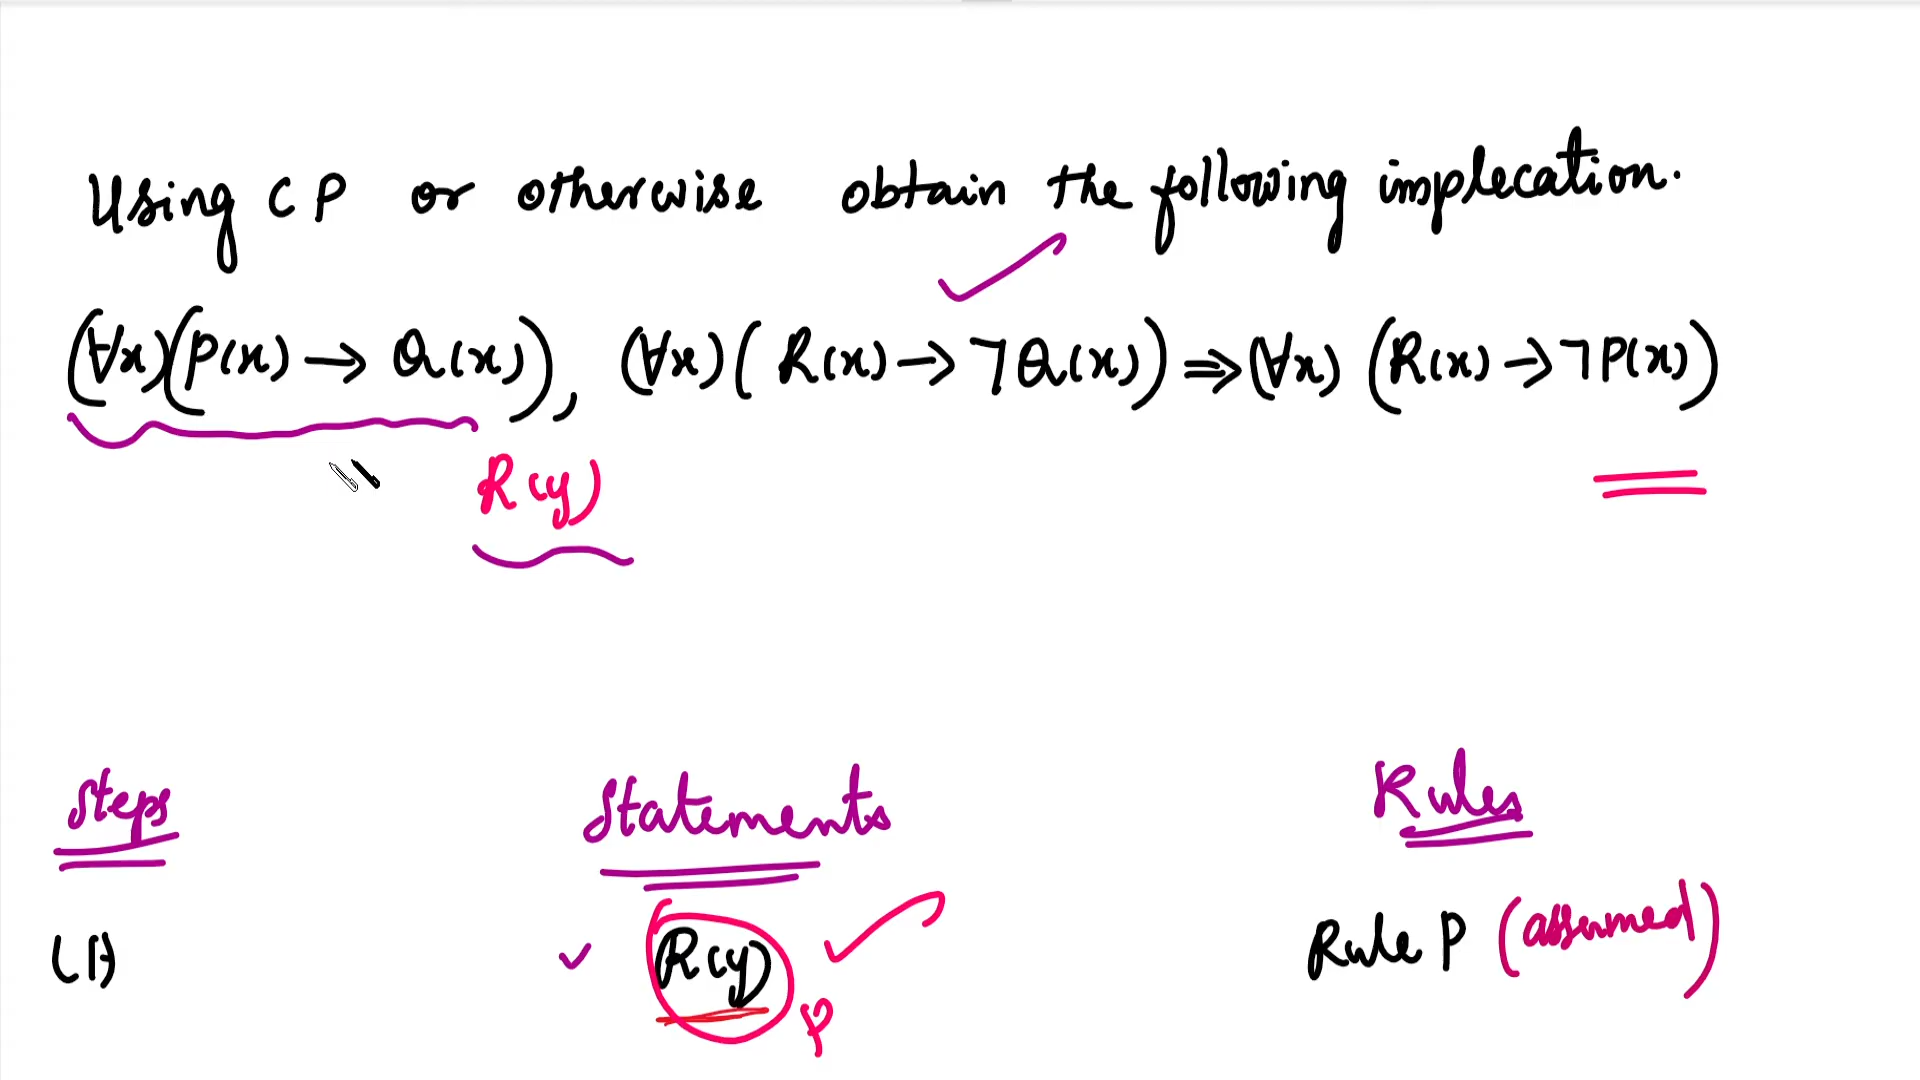 Using CP or otherwise obtain the following implecation.
(∀x)(P(x) → Q(x)), (∀x)(R(x) → ¬Q(x)) ⇒ (∀x)(R(x) → ¬P(x))
R(y)
Steps Statements Rules
(1) R(y) Rule P (assumed)
P